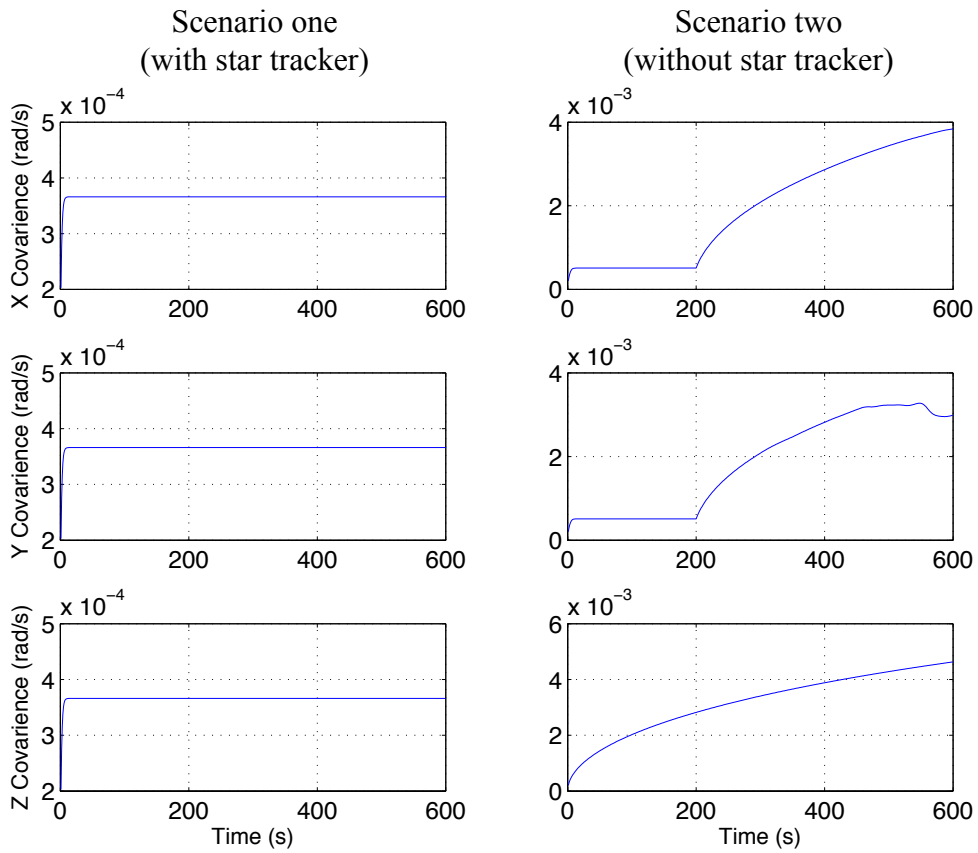 Scenario one
(with star tracker)
Scenario two
(without star tracker)
x 10⁻⁴
5
4
3
2
X Covarience (rad/s)
0 200 400 600
x 10⁻³
4
2
0
0 200 400 600
x 10⁻⁴
5
4
3
2
Y Covarience (rad/s)
0 200 400 600
x 10⁻³
4
2
0
0 200 400 600
x 10⁻⁴
5
4
3
2
Z Covarience (rad/s)
0 200 400 600
Time (s)
x 10⁻³
6
4
2
0
0 200 400 600
Time (s)